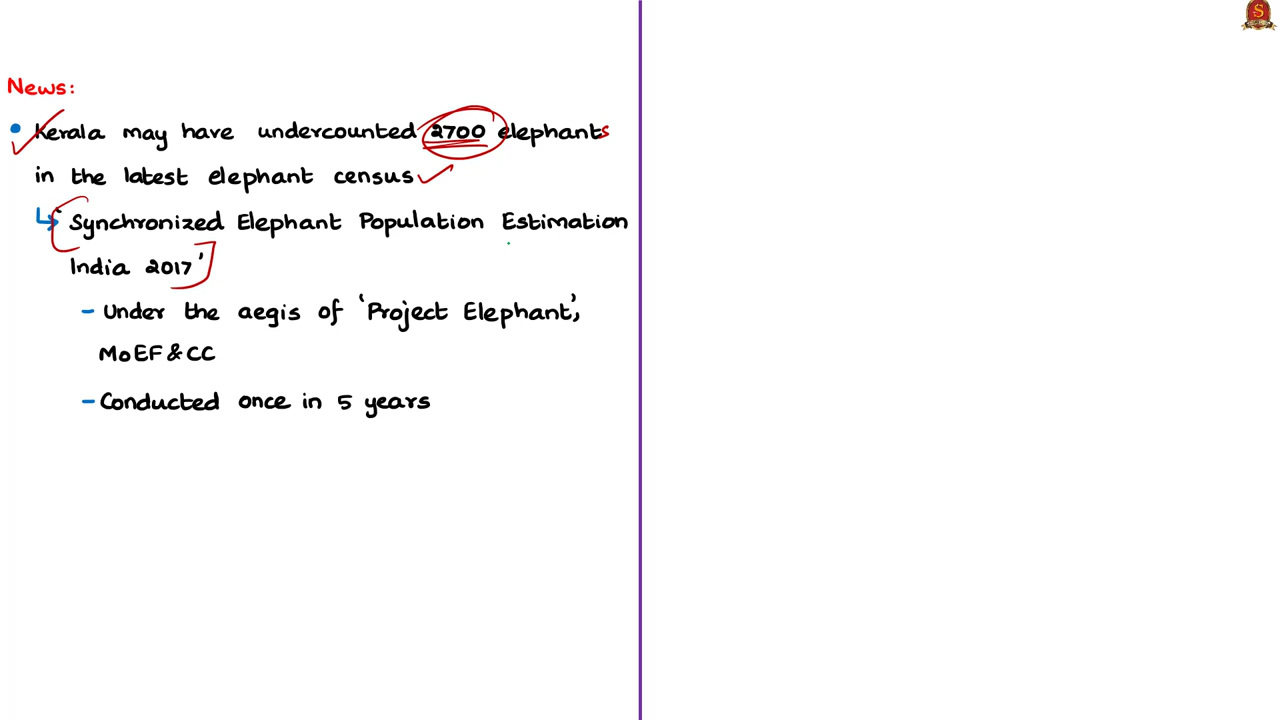 News:
Kerala may have undercounted 2700 elephants
in the latest elephant census
'Synchronized Elephant Population Estimation
India 2017'
- Under the aegis of 'Project Elephant',
MoEF & CC
- Conducted once in 5 years
S